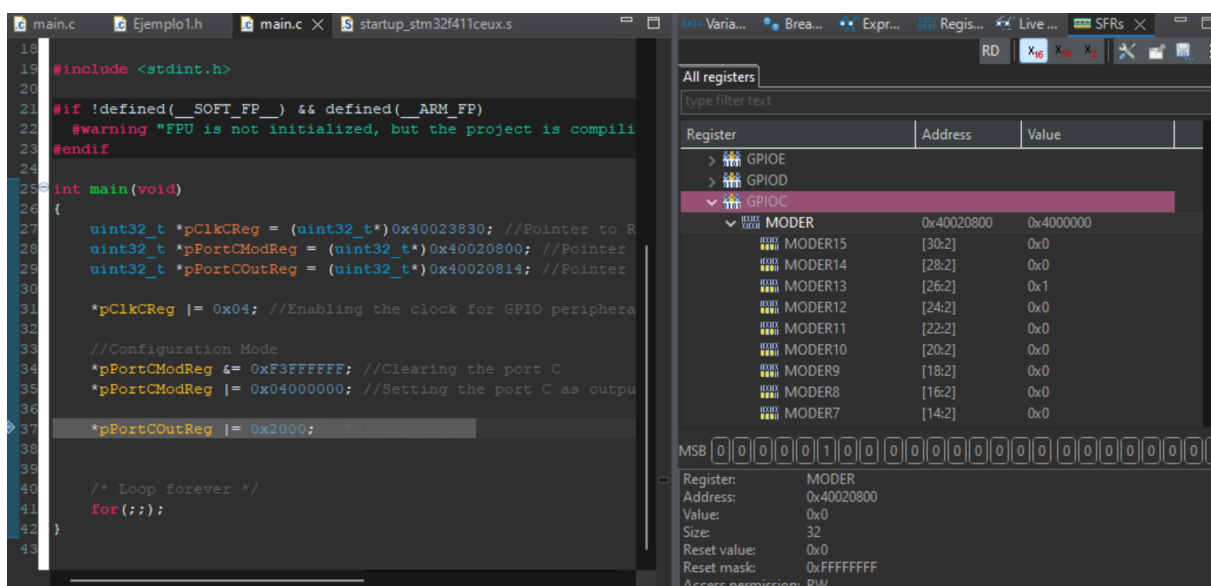 main.c
Ejemplo1.h
main.c
startup_stm32f411ceux.s
18
19 #include <stdint.h>
20
21 #if !defined(__SOFT_FP__) && defined(__ARM_FP)
22 #warning "FPU is not initialized, but the project is compili
23 #endif
24
25 int main(void)
26 {
27 uint32_t *pClkCReg = (uint32_t*)0x40023830; //Pointer to R
28 uint32_t *pPortCModReg = (uint32_t*)0x40020800; //Pointer
29 uint32_t *pPortCOutReg = (uint32_t*)0x40020814; //Pointer
30
31 *pClkCReg |= 0x04; //Enabling the clock for GPIO periphera
32
33 //Configuration Mode
34 *pPortCModReg &= 0xF3FFFFFF; //Clearing the port C
35 *pPortCModReg |= 0x04000000; //Setting the port C as outpu
36
37 *pPortCOutReg |= 0x2000; //Turning on Led
38
39
40 /* Loop forever */
41 for(;;);
42 }
43
(x)= Varia...
Brea...
Expr...
Regis...
Live ...
SFRs
RD X16 X10 X2
All registers
type filter text
Register Address Value
GPIOE
GPIOD
GPIOC
MODER 0x40020800 0x4000000
MODER15 [30:2] 0x0
MODER14 [28:2] 0x0
MODER13 [26:2] 0x1
MODER12 [24:2] 0x0
MODER11 [22:2] 0x0
MODER10 [20:2] 0x0
MODER9 [18:2] 0x0
MODER8 [16:2] 0x0
MODER7 [14:2] 0x0
MSB 0 0 0 0 0 1 0 0 0 0 0 0 0 0 0 0 0 0 0 0 0 0
Register: MODER
Address: 0x40020800
Value: 0x0
Size: 32
Reset value: 0x0
Reset mask: 0xFFFFFFFF
Access permission: RW